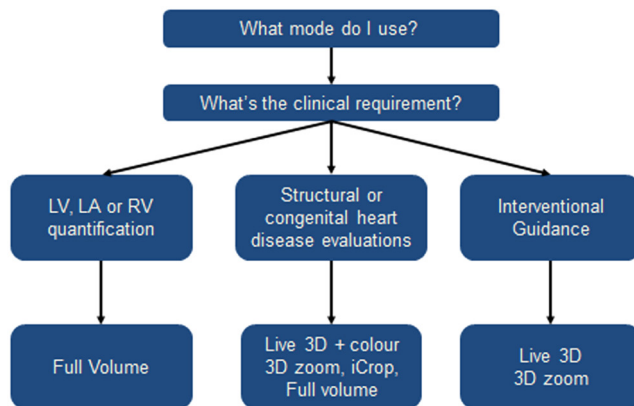 What mode do I use?
What's the clinical requirement?
LV, LA or RV
quantification
Structural or
congenital heart
disease evaluations
Interventional
Guidance
Full Volume
Live 3D + colour
3D zoom, iCrop,
Full volume
Live 3D
3D zoom